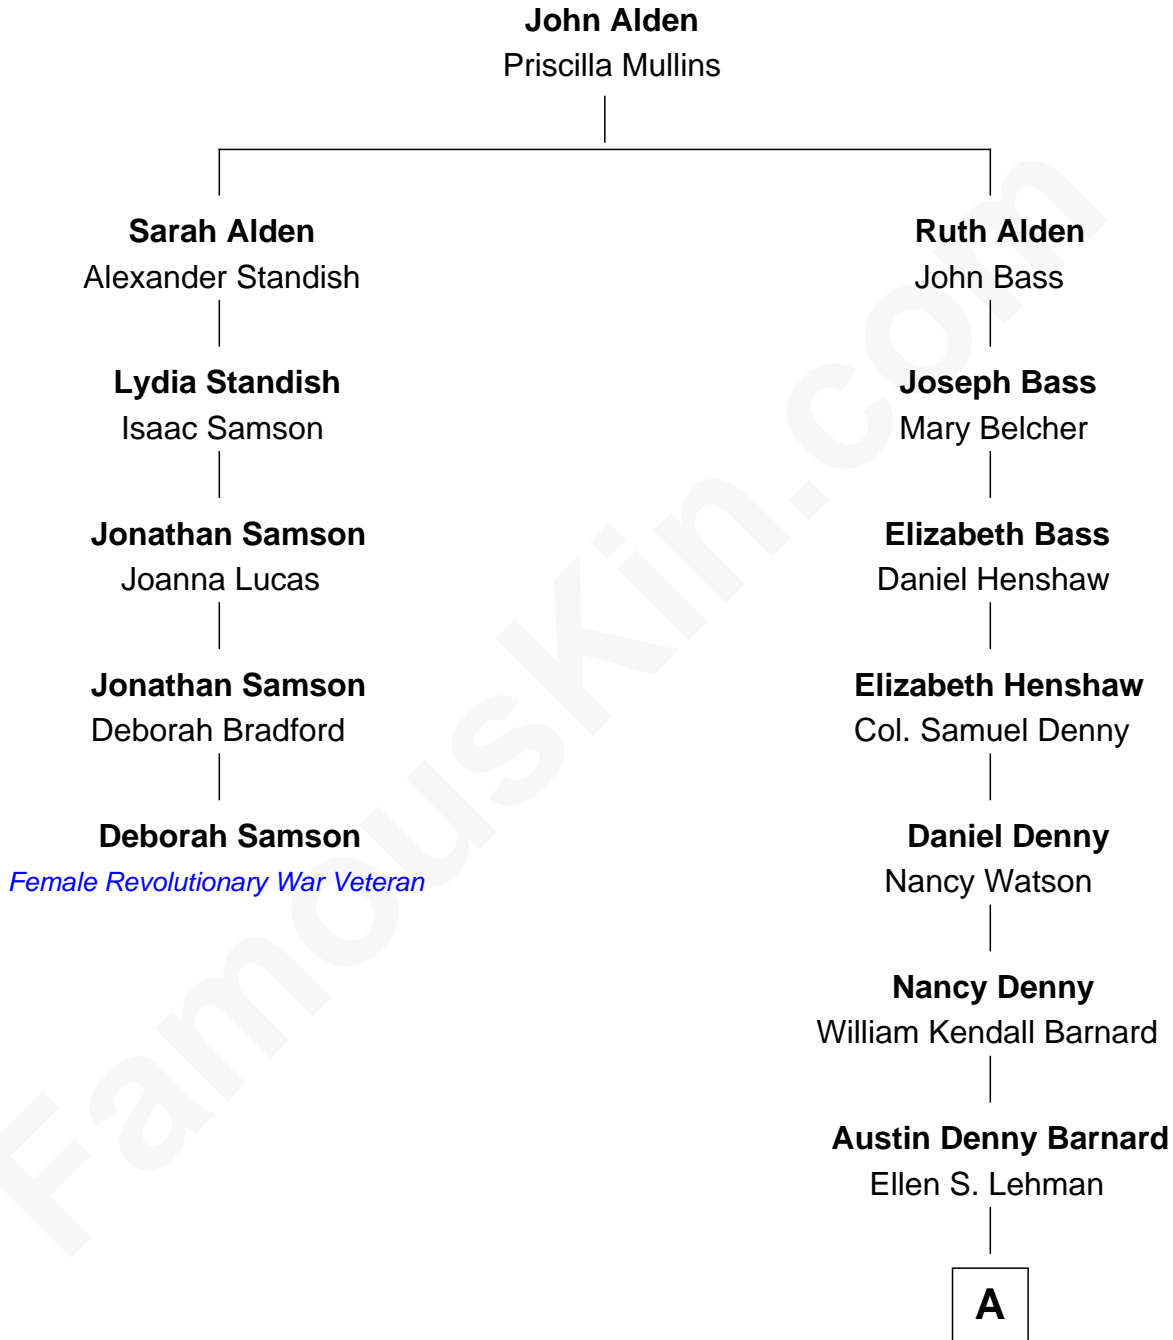 John Alden
Priscilla Mullins
Sarah Alden
Alexander Standish
Ruth Alden
John Bass
Lydia Standish
Isaac Samson
Joseph Bass
Mary Belcher
Jonathan Samson
Joanna Lucas
Elizabeth Bass
Daniel Henshaw
Jonathan Samson
Deborah Bradford
Elizabeth Henshaw
Col. Samuel Denny
Deborah Samson
Female Revolutionary War Veteran
Daniel Denny
Nancy Watson
Nancy Denny
William Kendall Barnard
Austin Denny Barnard
Ellen S. Lehman
A
FamousKin.com